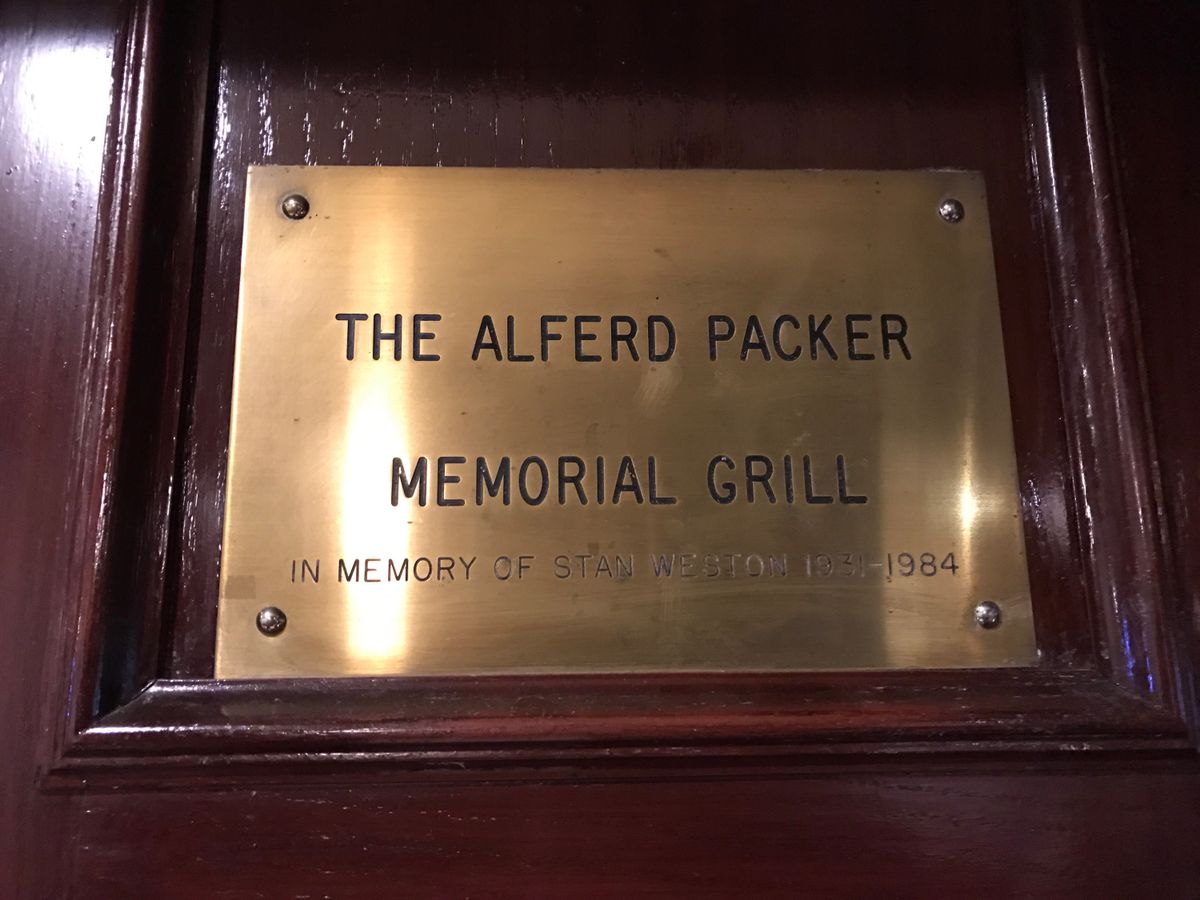 THE ALFERD PACKER
MEMORIAL GRILL
IN MEMORY OF STAN WESTON 1931-1984